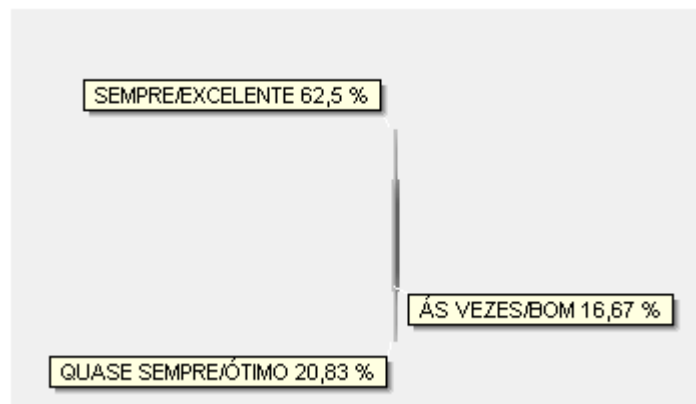 SEMPRE/EXCELENTE 62,5 %
ÁS VEZES/BOM 16,67 %
QUASE SEMPRE/ÓTIMO 20,83 %